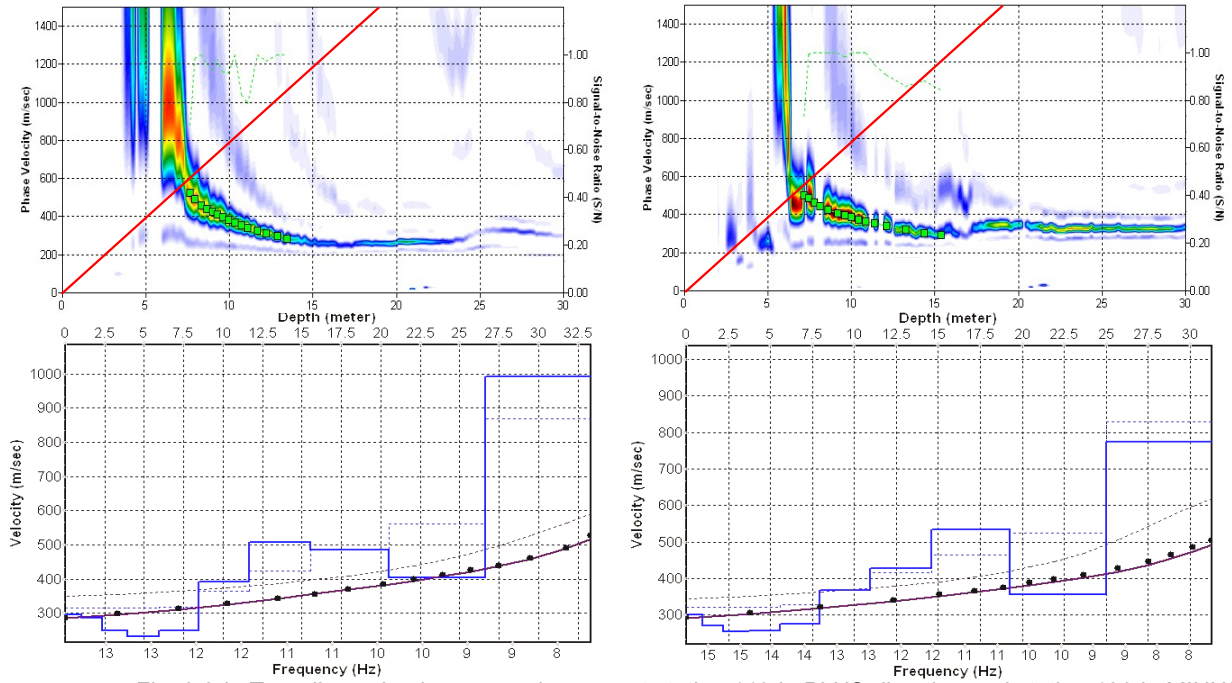 1400
1200
1000
800
600
400
200
0
Phase Velocity (m/sec)
1.00
0.80
0.60
0.40
0.20
0.00
Signal-to-Noise Ratio (S/N)
0 5 10 15 20 25 30
Depth (meter)
0 2.5 5 7.5 10 12.5 15 17.5 20 22.5 25 27.5 30 32.5
1000
900
800
700
600
500
400
300
Velocity (m/sec)
13 13 12 12 11 11 10 10 9 9 8
Frequency (Hz)
1400
1200
1000
800
600
400
200
0
Phase Velocity (m/sec)
1.00
0.80
0.60
0.40
0.20
0.00
Signal-to-Noise Ratio (S/N)
0 5 10 15 20 25 30
Depth (meter)
0 2.5 5 7.5 10 12.5 15 17.5 20 22.5 25 27.5 30
1000
900
800
700
600
500
400
300
Velocity (m/sec)
15 15 14 14 13 12 12 11 10 10 9 9 8
Frequency (Hz)